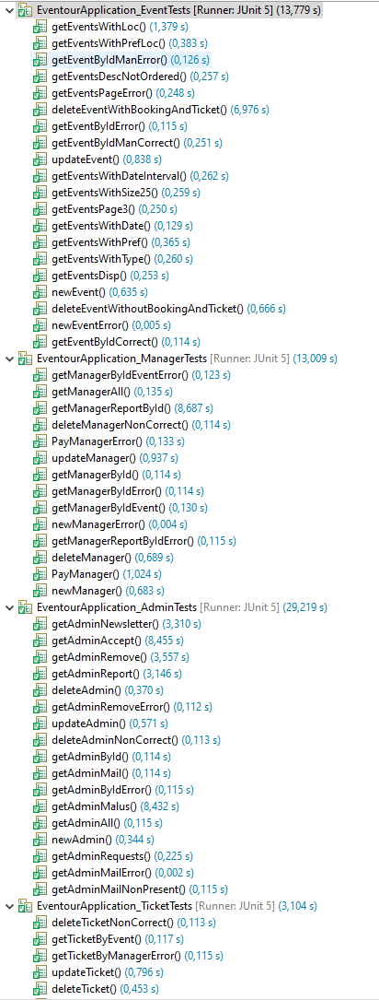 EventourApplication_EventTests [Runner: JUnit 5] (13,779 s)
getEventsWithLoc() (1,379 s)
getEventsWithPrefLoc() (0,383 s)
getEventByIdManError() (0,126 s)
getEventsDescNotOrdered() (0,257 s)
getEventsPageError() (0,248 s)
deleteEventWithBookingAndTicket() (6,976 s)
getEventByIdError() (0,115 s)
getEventByIdManCorrect() (0,251 s)
updateEvent() (0,838 s)
getEventsWithDateInterval() (0,262 s)
getEventsWithSize25() (0,259 s)
getEventsPage3() (0,250 s)
getEventsWithDate() (0,129 s)
getEventsWithPref() (0,365 s)
getEventsWithType() (0,260 s)
getEventsDisp() (0,253 s)
newEvent() (0,635 s)
deleteEventWithoutBookingAndTicket() (0,666 s)
newEventError() (0,005 s)
getEventByIdCorrect() (0,114 s)
EventourApplication_ManagerTests [Runner: JUnit 5] (13,009 s)
getManagerByIdEventError() (0,123 s)
getManagerAll() (0,135 s)
getManagerReportById() (8,687 s)
deleteManagerNonCorrect() (0,114 s)
PayManagerError() (0,133 s)
updateManager() (0,937 s)
getManagerById() (0,114 s)
getManagerByIdError() (0,114 s)
getManagerByIdEvent() (0,130 s)
newManagerError() (0,004 s)
getManagerReportByIdError() (0,115 s)
deleteManager() (0,689 s)
PayManager() (1,024 s)
newManager() (0,683 s)
EventourApplication_AdminTests [Runner: JUnit 5] (29,219 s)
getAdminNewsletter() (3,310 s)
getAdminAccept() (8,455 s)
getAdminRemove() (3,557 s)
getAdminReport() (3,146 s)
deleteAdmin() (0,370 s)
getAdminRemoveError() (0,112 s)
updateAdmin() (0,571 s)
deleteAdminNonCorrect() (0,113 s)
getAdminById() (0,114 s)
getAdminMail() (0,114 s)
getAdminByIdError() (0,115 s)
getAdminMalus() (8,432 s)
getAdminAll() (0,115 s)
newAdmin() (0,344 s)
getAdminRequests() (0,225 s)
getAdminMailError() (0,002 s)
getAdminMailNonPresent() (0,115 s)
EventourApplication_TicketTests [Runner: JUnit 5] (3,104 s)
deleteTicketNonCorrect() (0,113 s)
getTicketByEvent() (0,117 s)
getTicketByManagerError() (0,115 s)
updateTicket() (0,796 s)
deleteTicket() (0,453 s)